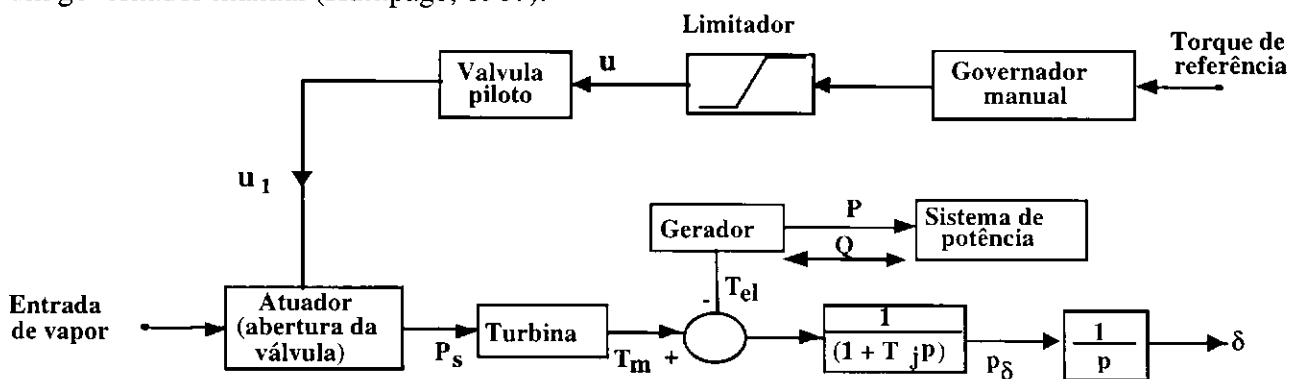 Limitador
Torque de
referência
Valvula
piloto
u
Governador
manual
u 1
Gerador
P
Q
Sistema de
potência
T el
-
Entrada
de vapor
Atuador
(abertura da
válvula)
P s
Turbina
T m +
1
(1 + T j p)
p δ
1
p
δ